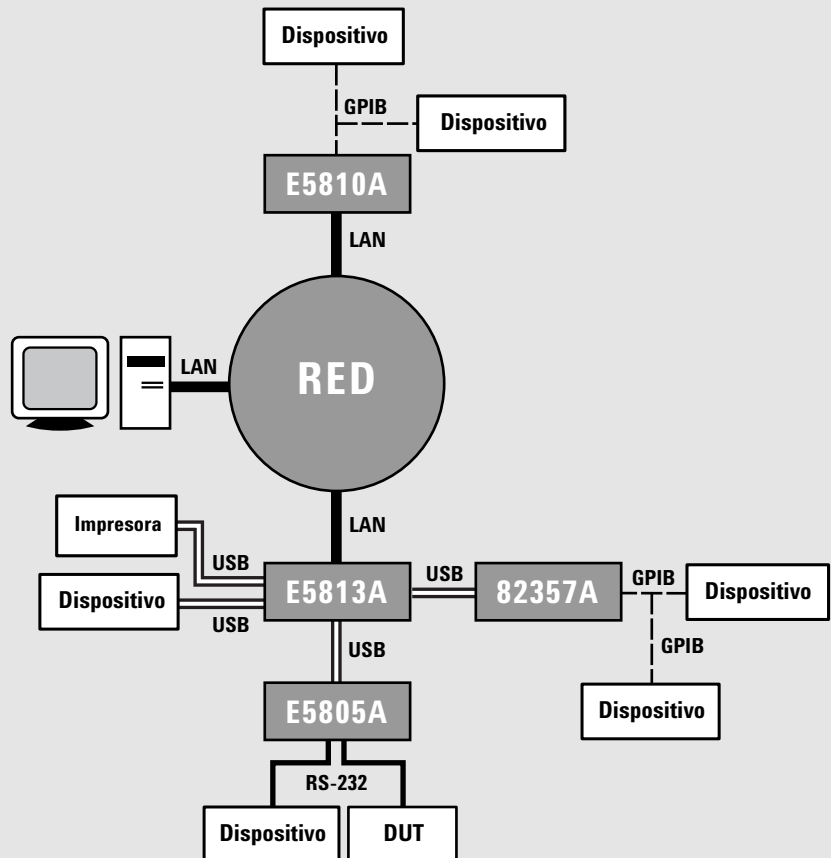 Dispositivo
GPIB
Dispositivo
E5810A
LAN
LAN
RED
LAN
Impresora
USB
Dispositivo
USB
E5813A
USB
82357A
GPIB
Dispositivo
GPIB
Dispositivo
USB
E5805A
RS-232
Dispositivo
DUT